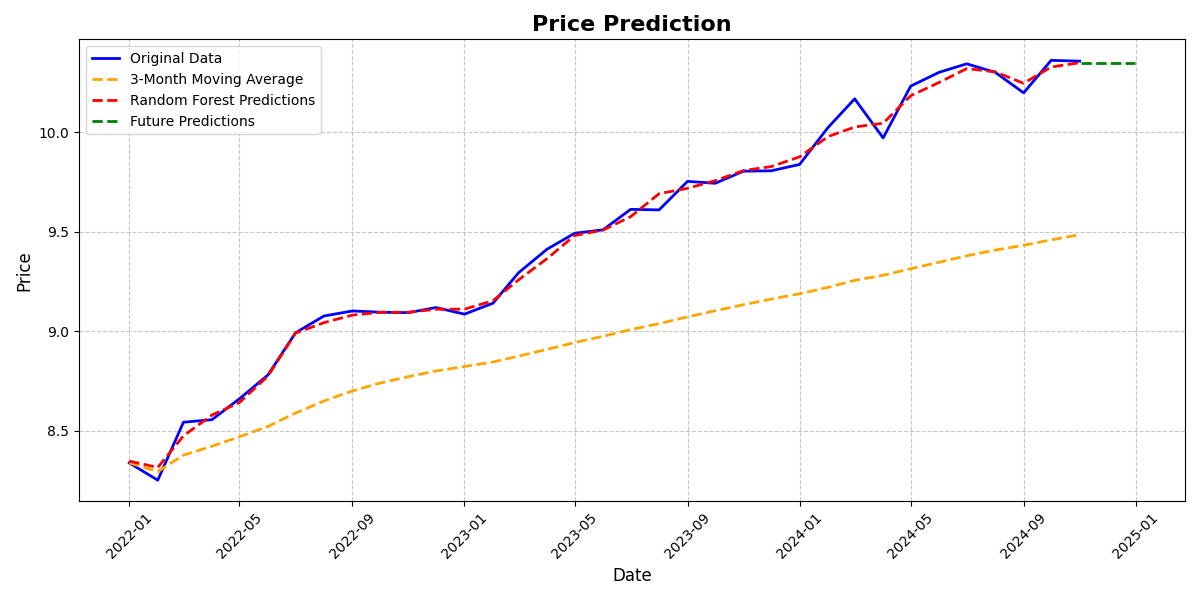 Price Prediction
Original Data
3-Month Moving Average
Random Forest Predictions
Future Predictions
Price
10.0
9.5
9.0
8.5
2022-01
2022-05
2022-09
2023-01
2023-05
2023-09
2024-01
2024-05
2024-09
2025-01
Date